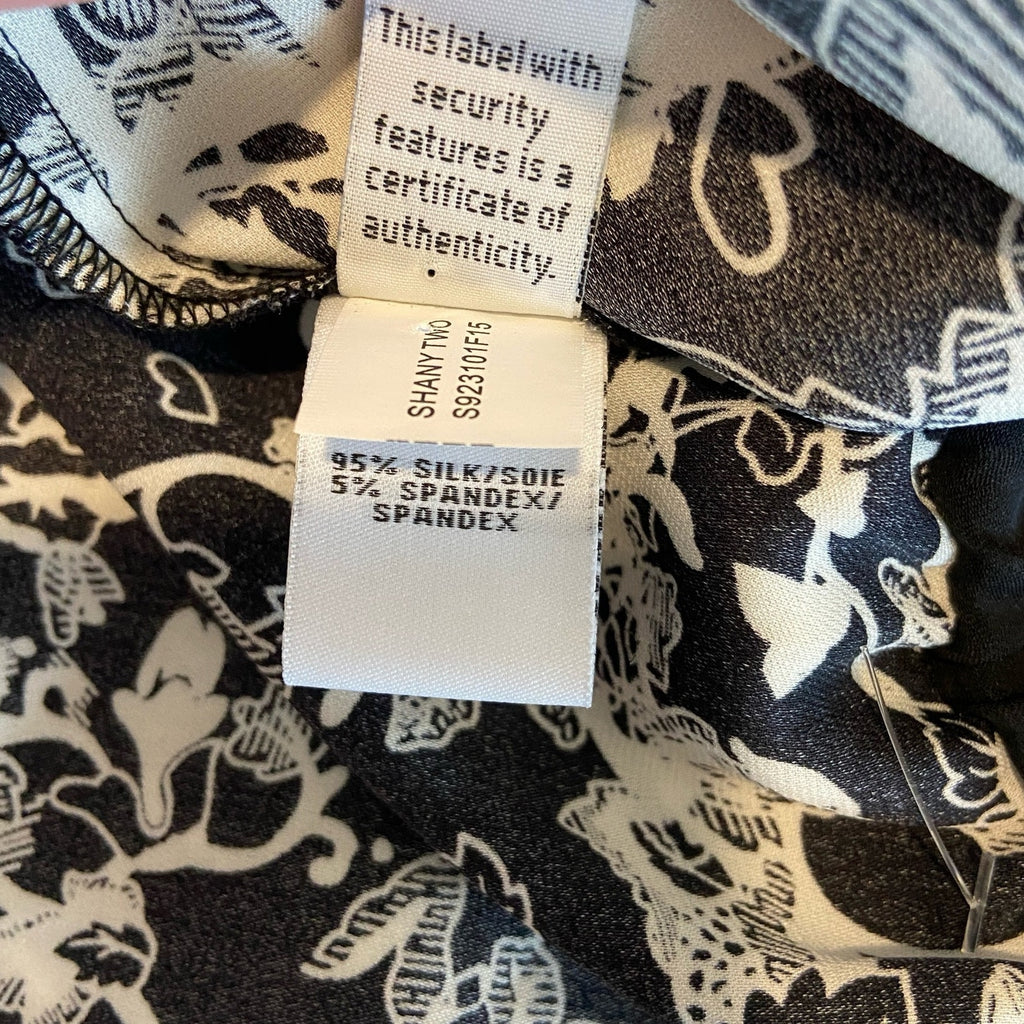 This label with
security
features is a
certificate of
authenticity.
SHANY TWO
S923101F15
95% SILK/SOIE
5% SPANDEX/
SPANDEX